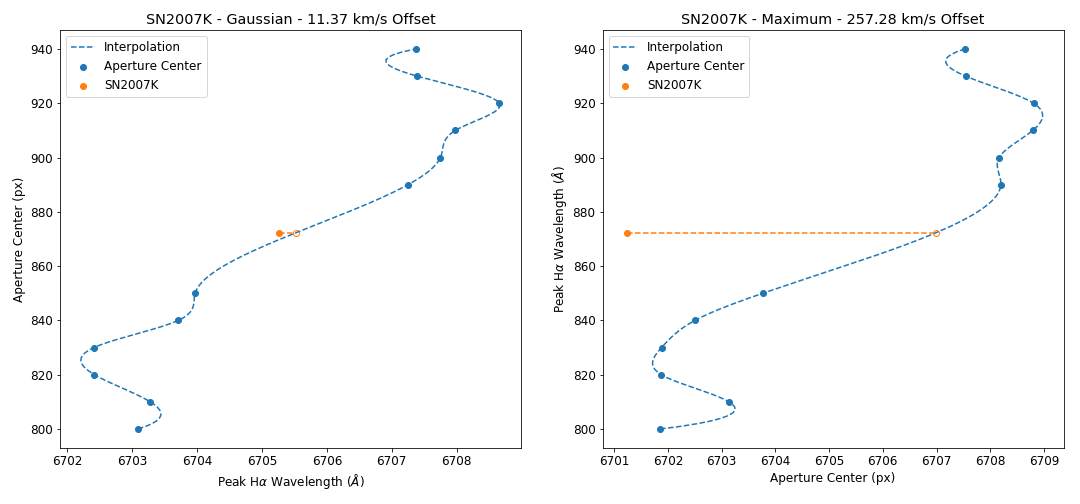 SN2007K - Gaussian - 11.37 km/s Offset
Interpolation
Aperture Center
SN2007K
940
920
900
880
860
840
820
800
Aperture Center (px)
6702 6703 6704 6705 6706 6707 6708
Peak Hα Wavelength (Å)
SN2007K - Maximum - 257.28 km/s Offset
Interpolation
Aperture Center
SN2007K
940
920
900
880
860
840
820
800
Peak Hα Wavelength (Å)
6701 6702 6703 6704 6705 6706 6707 6708 6709
Aperture Center (px)